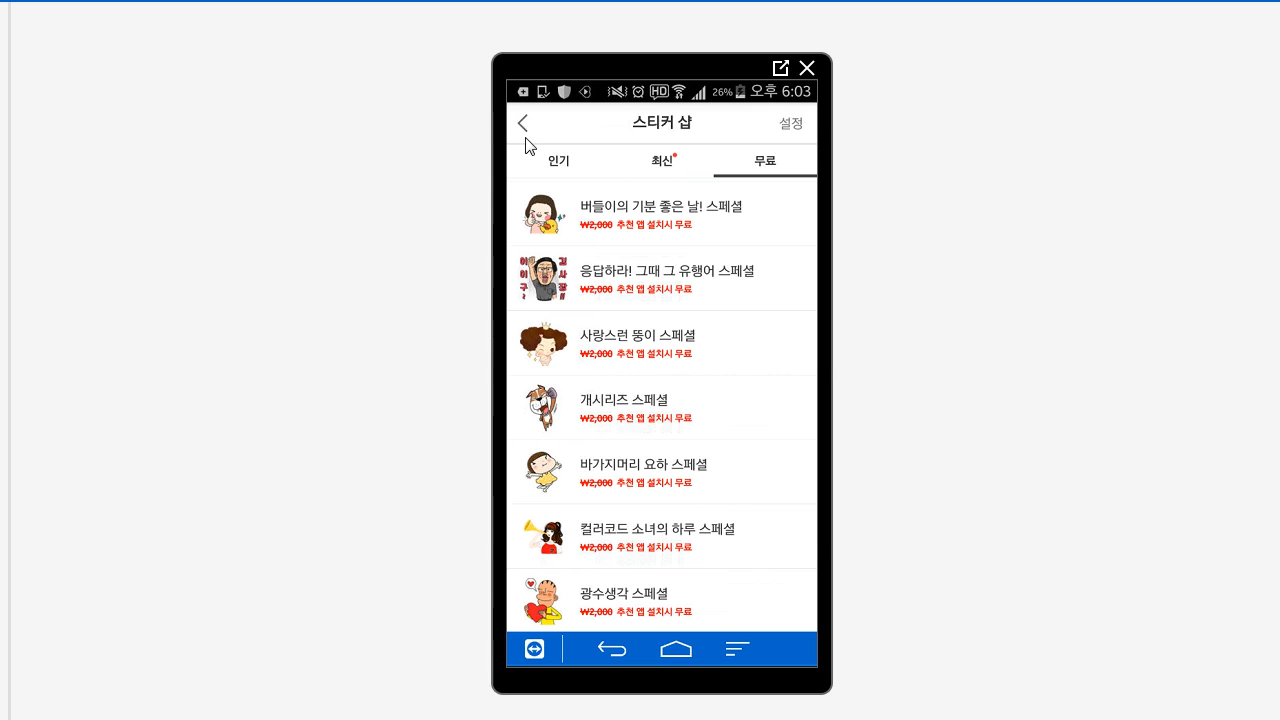 HD 26% 오후 6:03
스티커 샵 설정
인기 최신 무료
버들이의 기분 좋은 날! 스페셜
₩2,000 추천 앱 설치시 무료
응답하라! 그때 그 유행어 스페셜
₩2,000 추천 앱 설치시 무료
사랑스런 뚱이 스페셜
₩2,000 추천 앱 설치시 무료
개시리즈 스페셜
₩2,000 추천 앱 설치시 무료
바가지머리 요하 스페셜
₩2,000 추천 앱 설치시 무료
컬러코드 소녀의 하루 스페셜
₩2,000 추천 앱 설치시 무료
광수생각 스페셜
₩2,000 추천 앱 설치시 무료